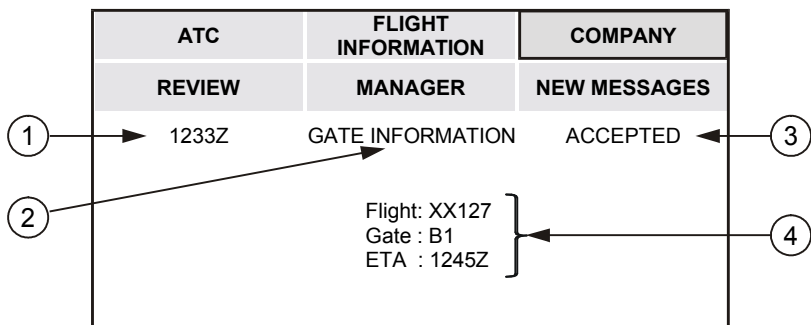 ATC FLIGHT INFORMATION COMPANY
REVIEW MANAGER NEW MESSAGES
1 1233Z GATE INFORMATION ACCEPTED 3
2
Flight: XX127
Gate : B1
ETA : 1245Z
4